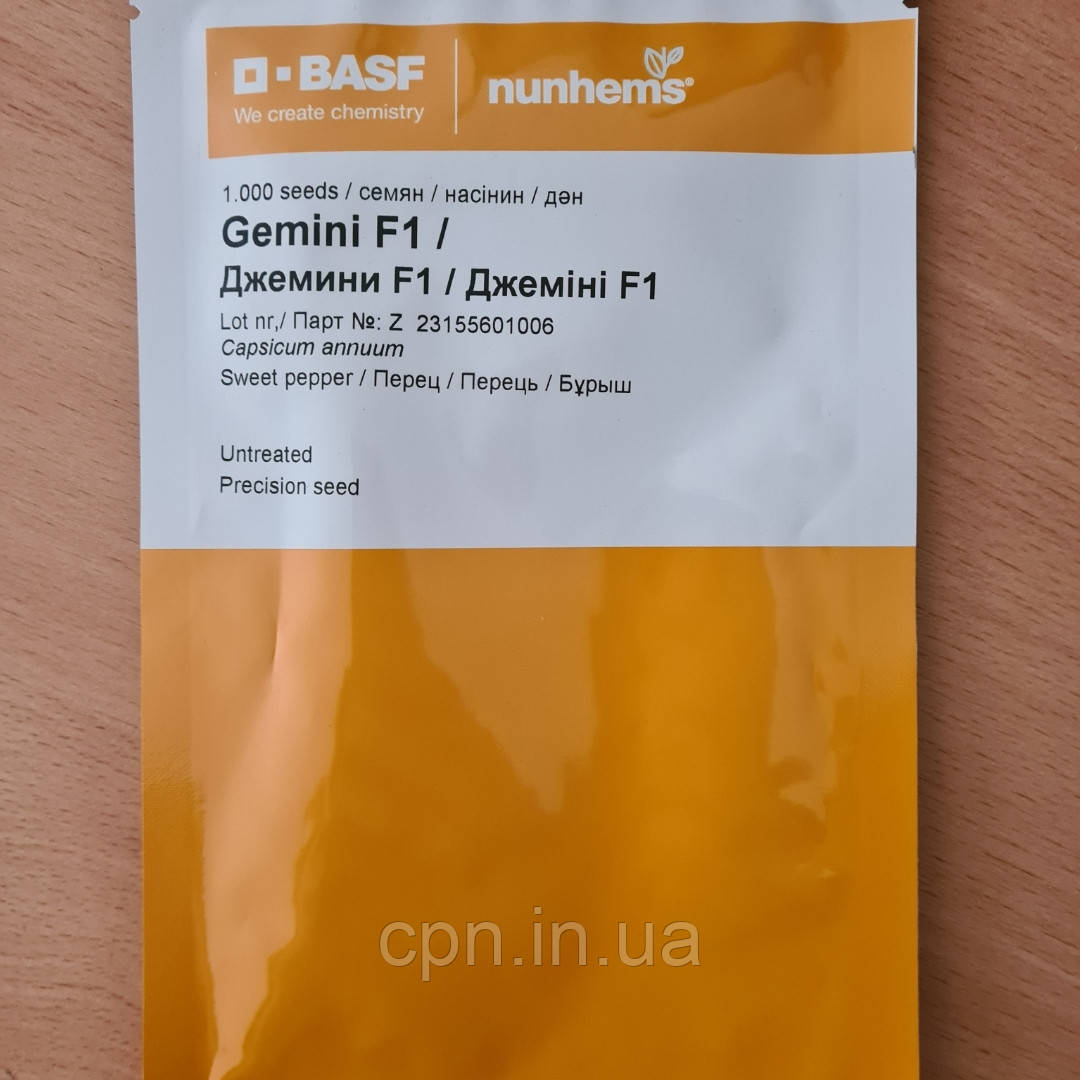 BASF
We create chemistry
nunhems®
1.000 seeds / семян / насінин / дән
Gemini F1 /
Джемини F1 / Джеміні F1
Lot nr,/ Парт №: Z 23155601006
Capsicum annuum
Sweet pepper / Перец / Перець / Бұрыш
Untreated
Precision seed
cpn.in.ua